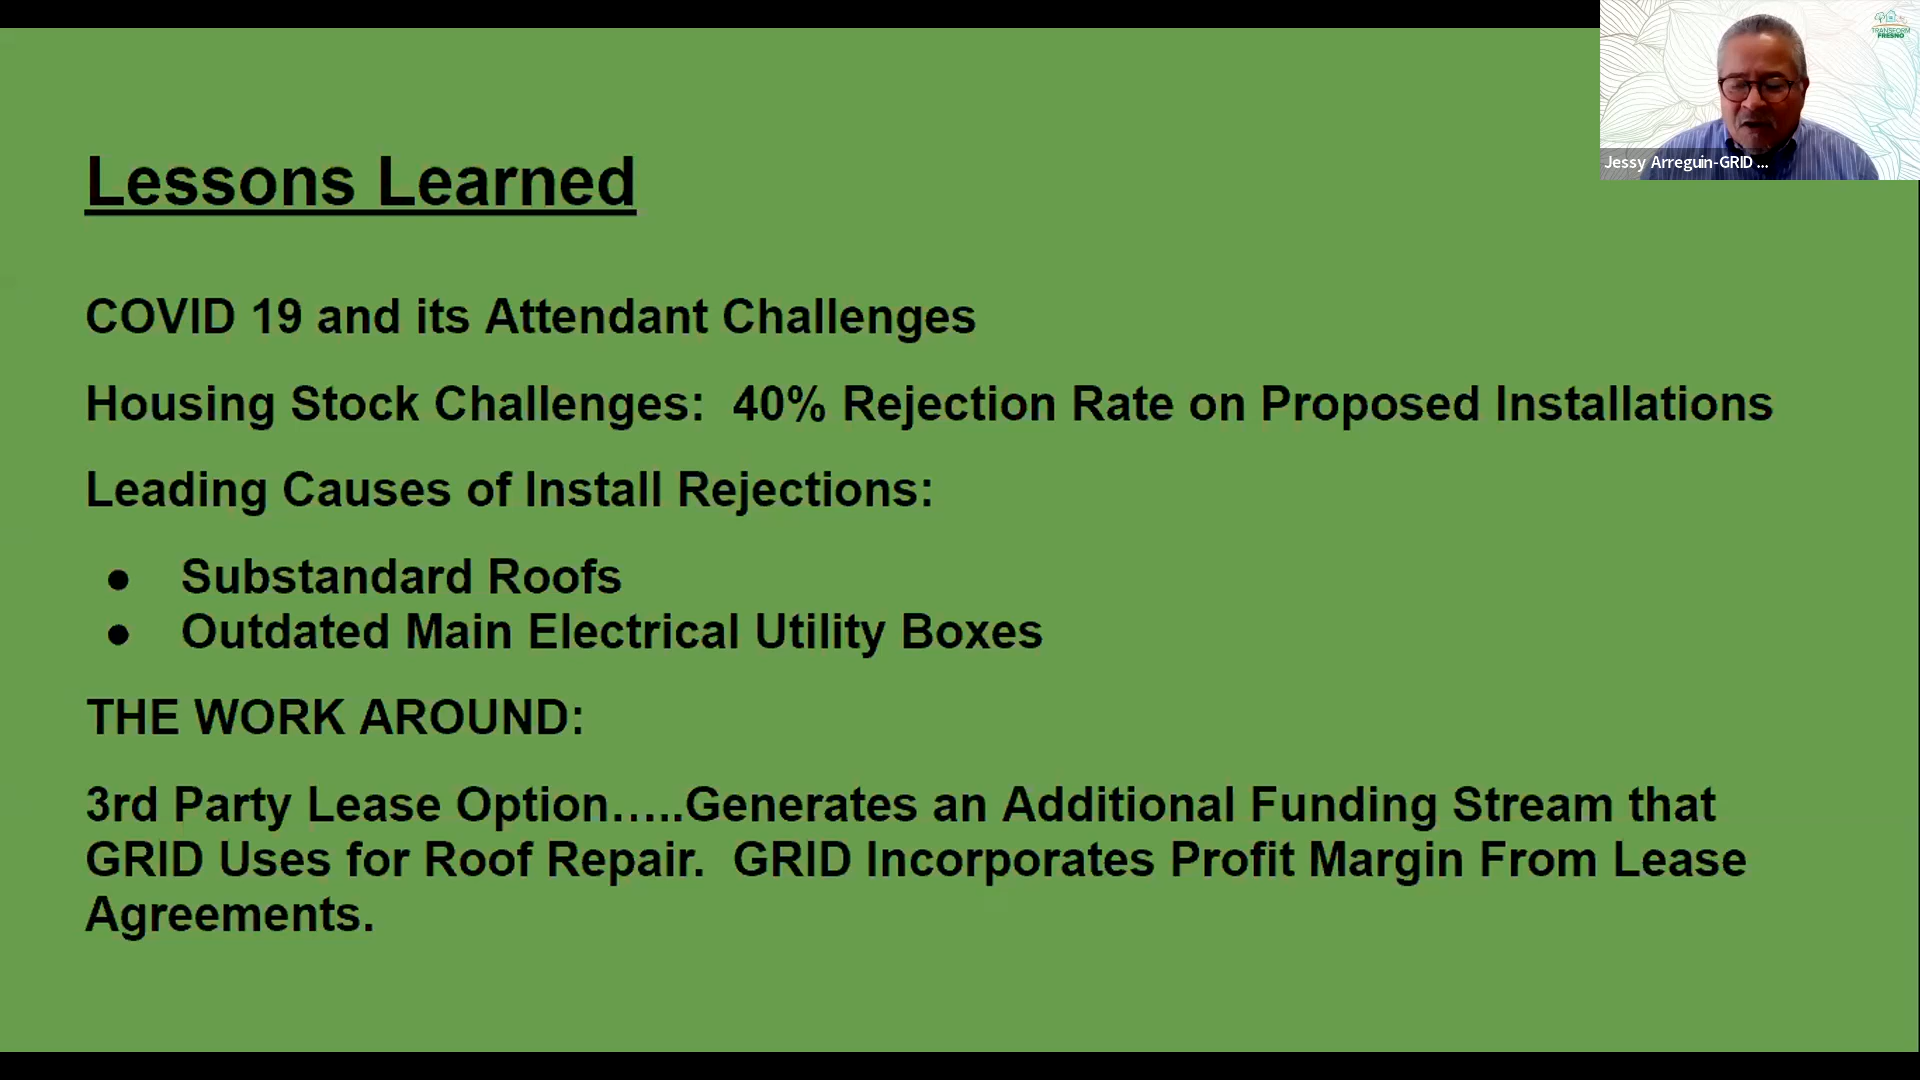 TRANSFORM
FRESNO
Jessy Arreguin-GRID ...
Lessons Learned
COVID 19 and its Attendant Challenges
Housing Stock Challenges:  40% Rejection Rate on Proposed Installations
Leading Causes of Install Rejections:
● Substandard Roofs
● Outdated Main Electrical Utility Boxes
THE WORK AROUND:
3rd Party Lease Option…..Generates an Additional Funding Stream that
GRID Uses for Roof Repair.  GRID Incorporates Profit Margin From Lease
Agreements.